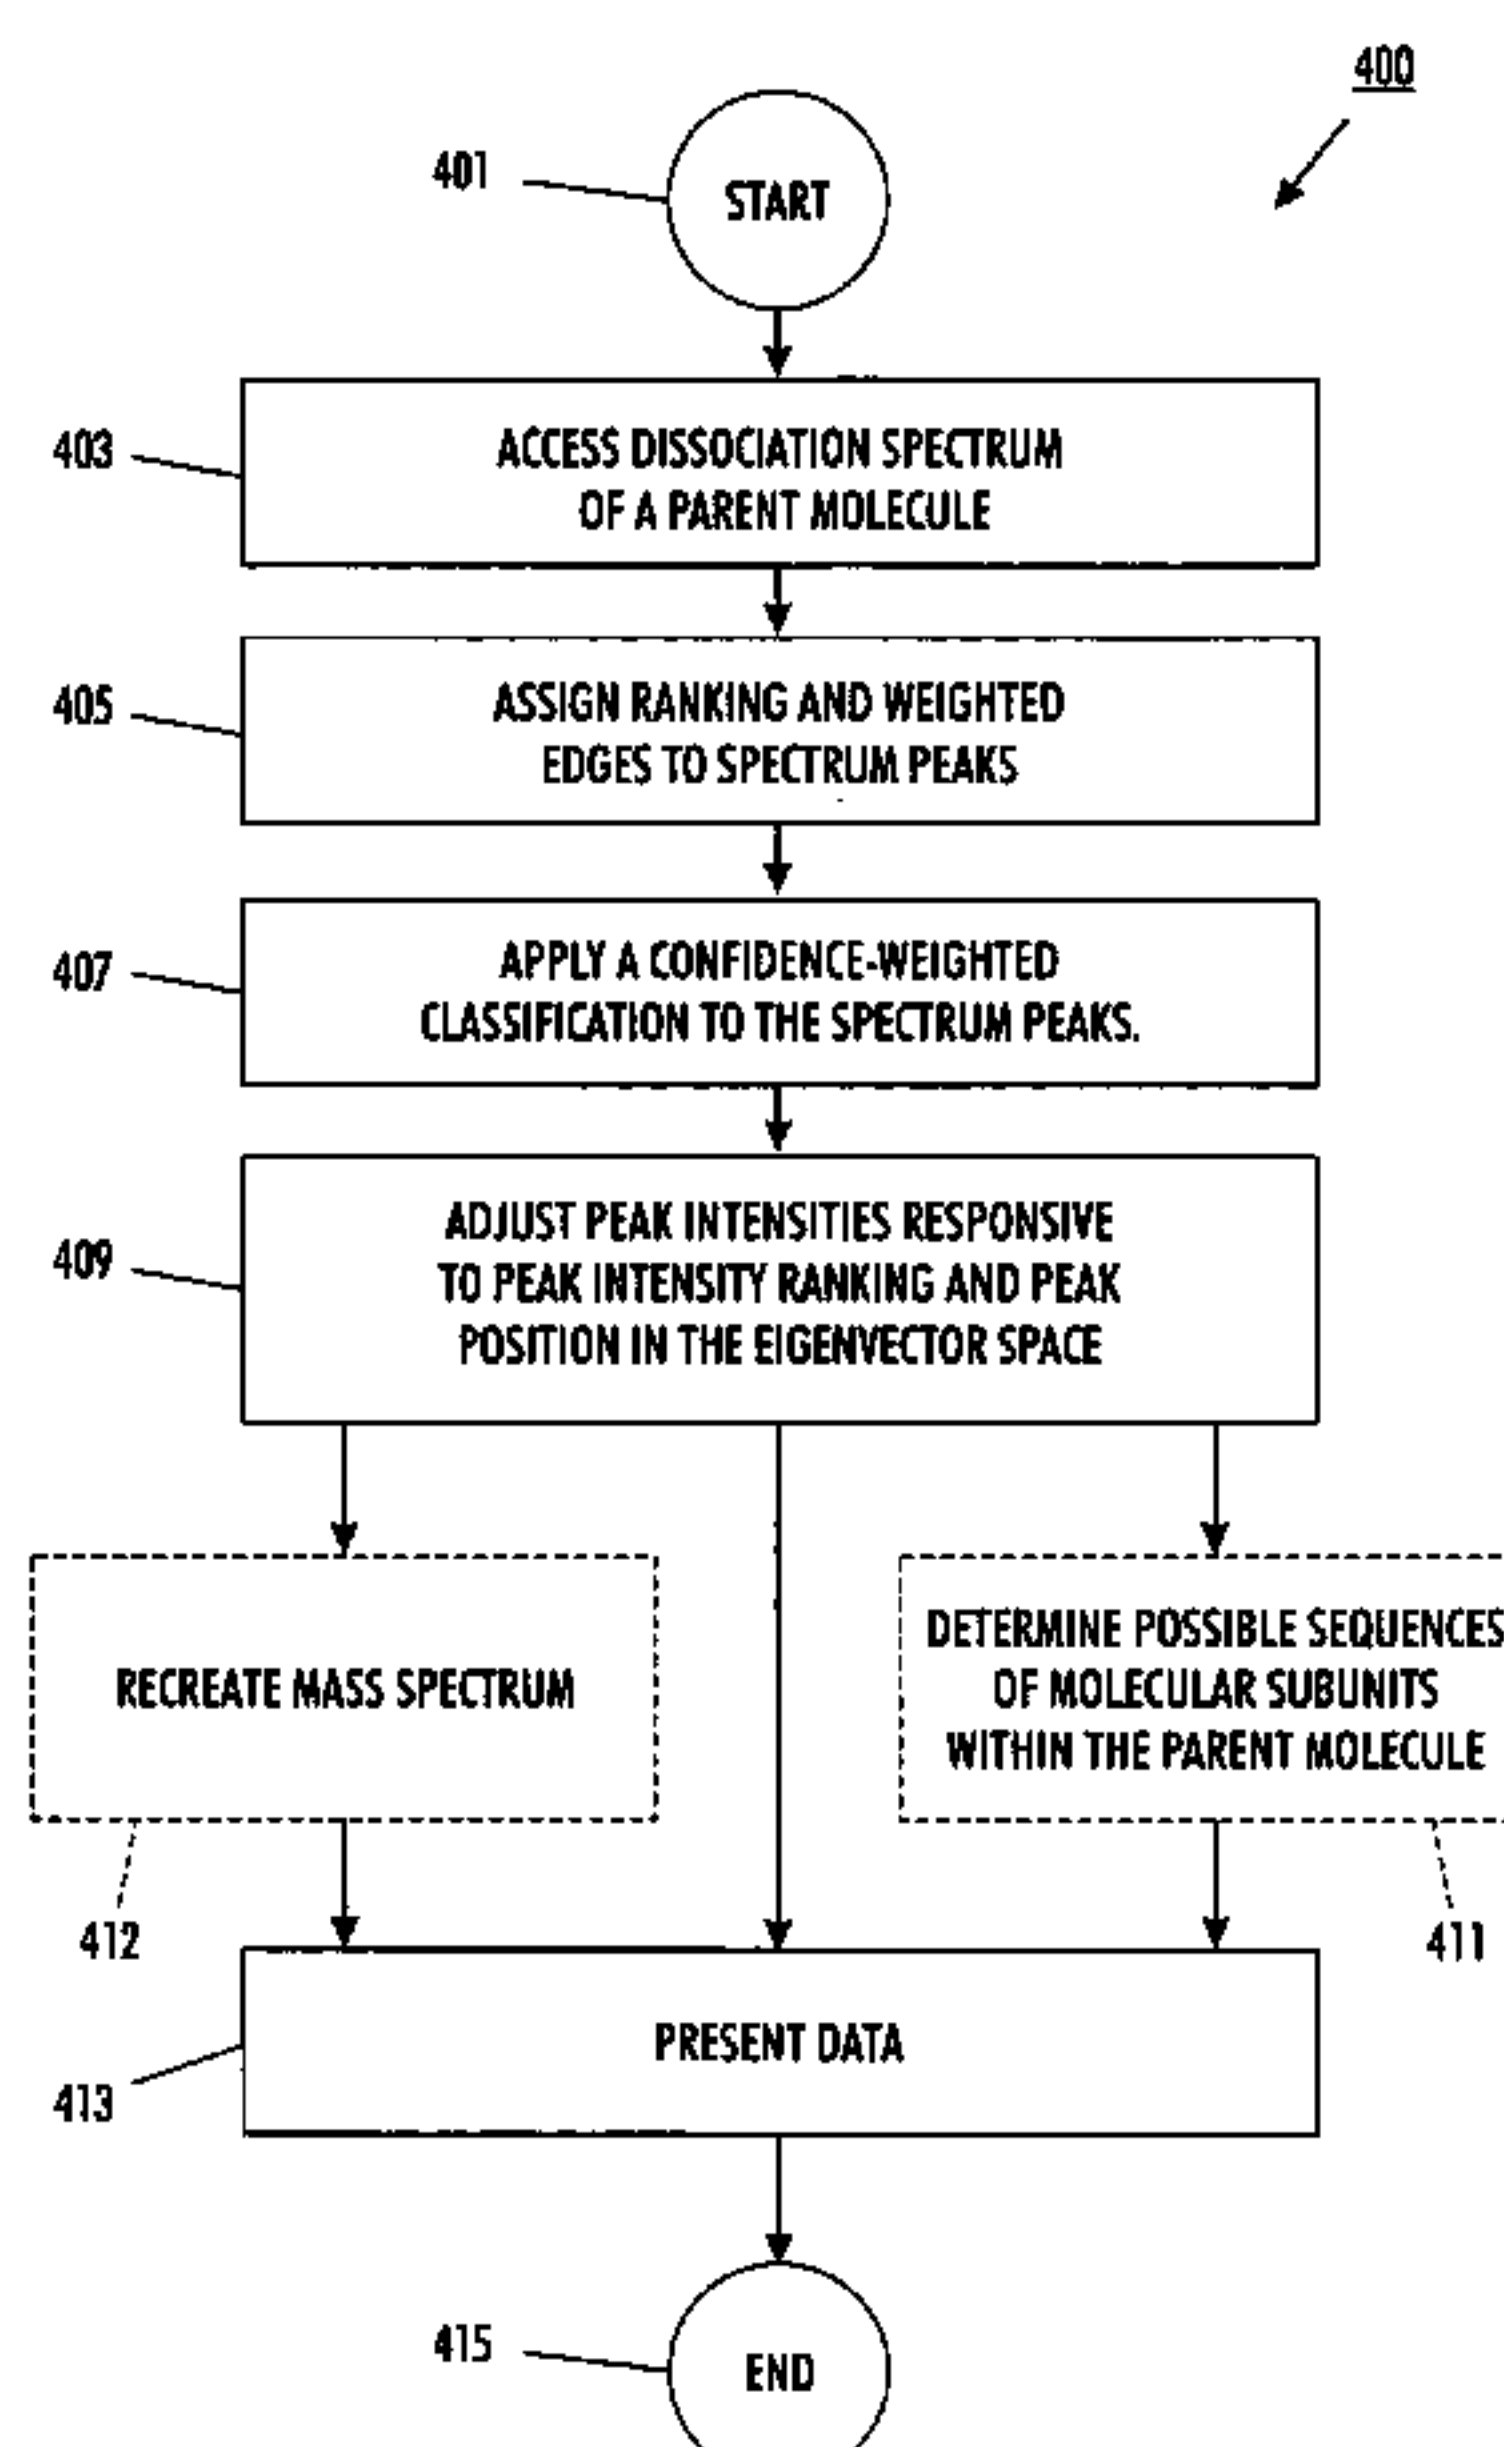 400
401
START
403
ACCESS DISSOCIATION SPECTRUM
OF A PARENT MOLECULE
405
ASSIGN RANKING AND WEIGHTED
EDGES TO SPECTRUM PEAKS
407
APPLY A CONFIDENCE-WEIGHTED
CLASSIFICATION TO THE SPECTRUM PEAKS.
409
ADJUST PEAK INTENSITIES RESPONSIVE
TO PEAK INTENSITY RANKING AND PEAK
POSITION IN THE EIGENVECTOR SPACE
RECREATE MASS SPECTRUM
DETERMINE POSSIBLE SEQUENCES
OF MOLECULAR SUBUNITS
WITHIN THE PARENT MOLECULE
412
411
PRESENT DATA
413
415
END